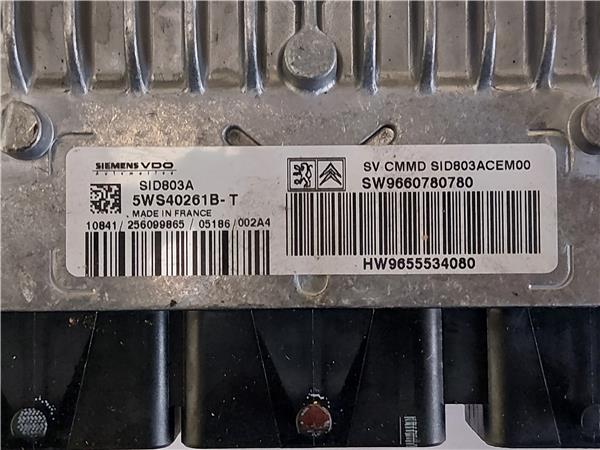 SIEMENS VDO
Automotive
SID803A
5WS40261B-T
MADE IN FRANCE
10841/256099865/05186/002A4
SV CMMD SID803ACEM00
SW9660780780
HW9655534080